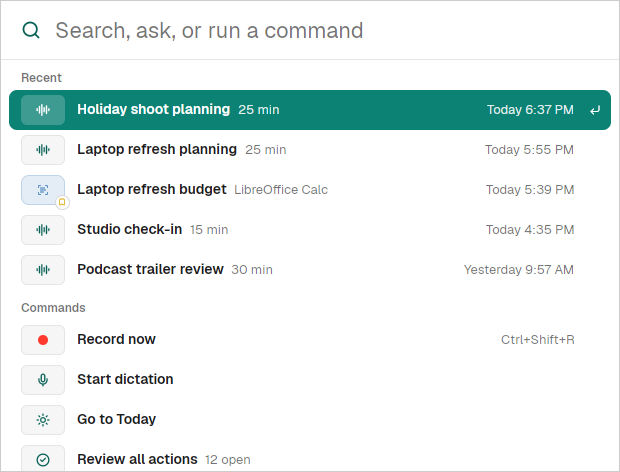 Search, ask, or run a command
Recent
Holiday shoot planning 25 min Today 6:37 PM
Laptop refresh planning 25 min Today 5:55 PM
Laptop refresh budget LibreOffice Calc Today 5:39 PM
Studio check-in 15 min Today 4:35 PM
Podcast trailer review 30 min Yesterday 9:57 AM
Commands
Record now Ctrl+Shift+R
Start dictation
Go to Today
Review all actions 12 open